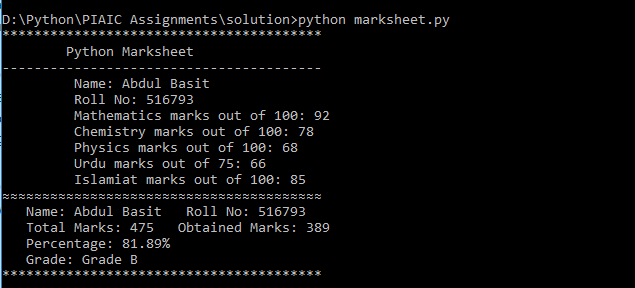 D:\Python\PIAIC Assignments\solution>python marksheet.py
****************************************
Python Marksheet
----------------------------------------
Name: Abdul Basit
Roll No: 516793
Mathematics marks out of 100: 92
Chemistry marks out of 100: 78
Physics marks out of 100: 68
Urdu marks out of 75: 66
Islamiat marks out of 100: 85
≈≈≈≈≈≈≈≈≈≈≈≈≈≈≈≈≈≈≈≈≈≈≈≈≈≈≈≈≈≈≈≈≈≈≈≈≈≈≈≈
Name: Abdul Basit   Roll No: 516793
Total Marks: 475   Obtained Marks: 389
Percentage: 81.89%
Grade: Grade B
****************************************